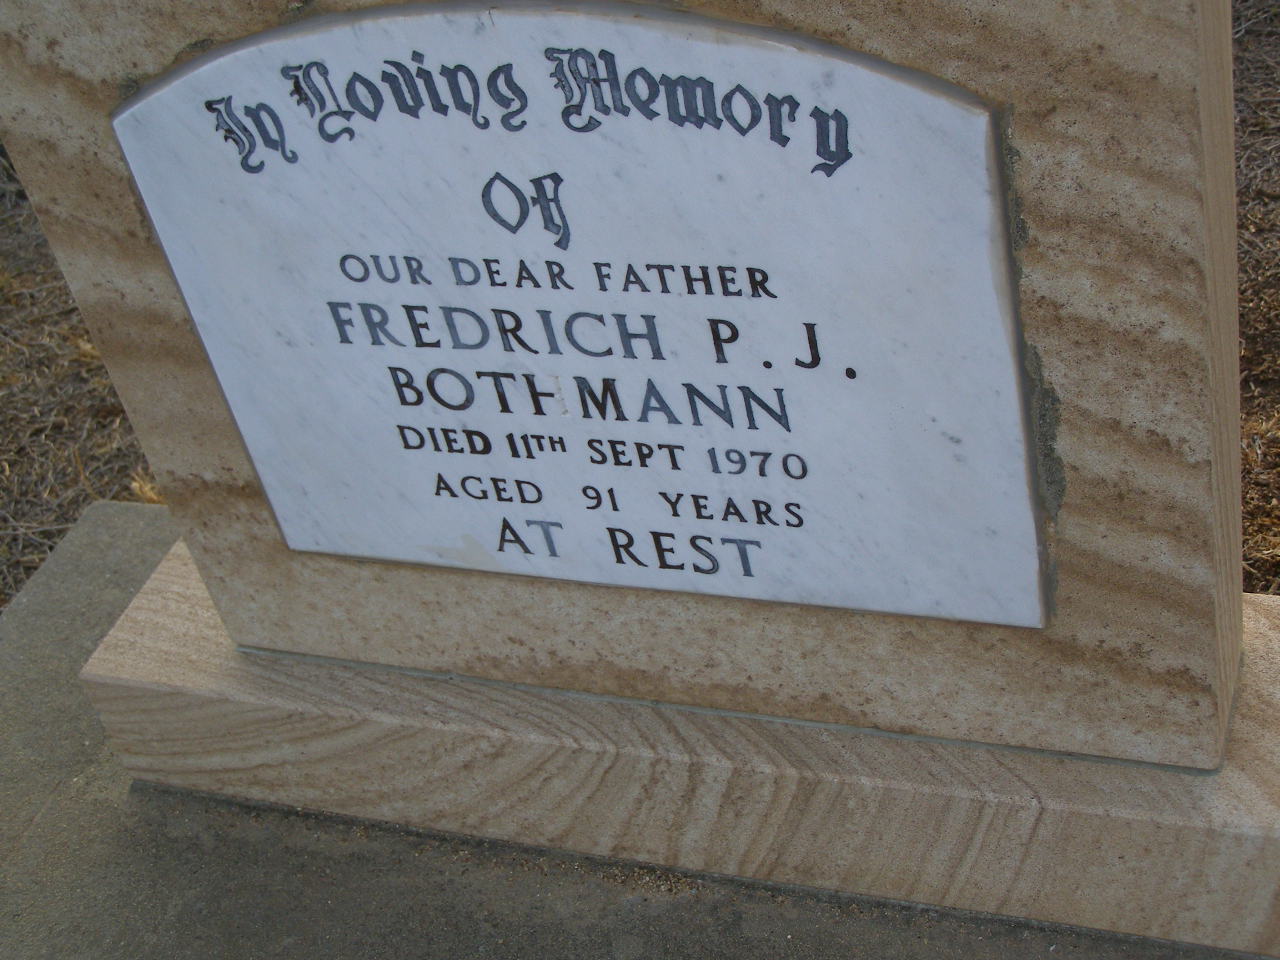 In Loving Memory
Of
OUR DEAR FATHER
FREDRICH P. J.
BOTHMANN
DIED 11TH SEPT 1970
AGED 91 YEARS
AT REST